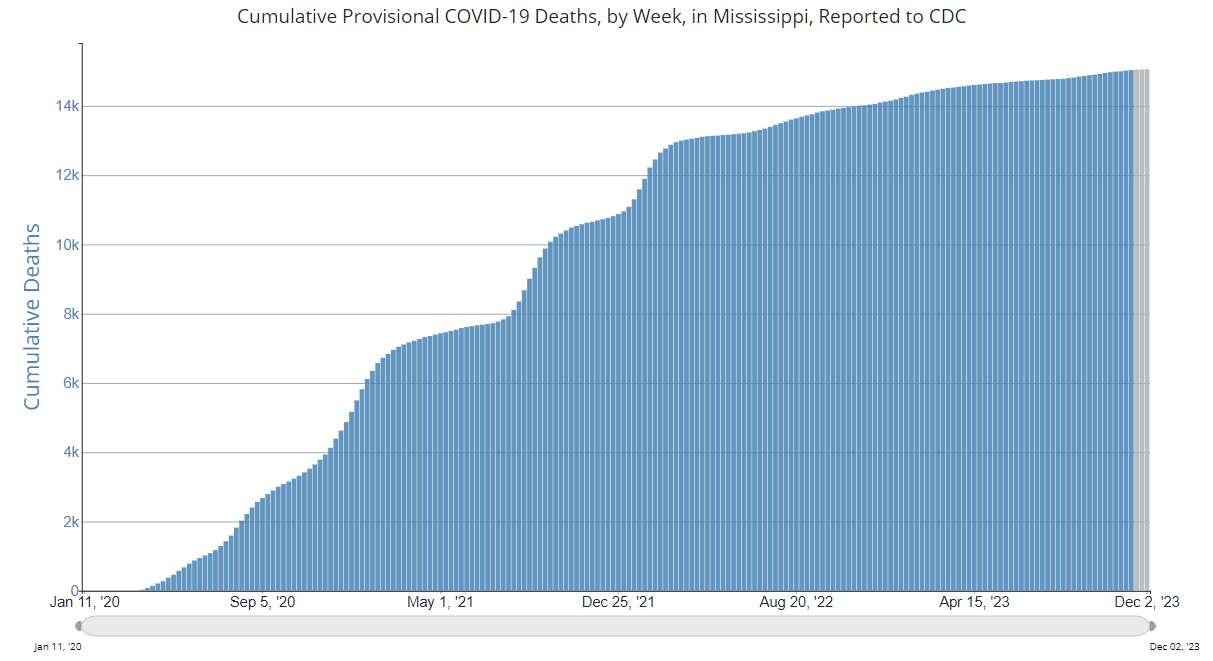 Cumulative Provisional COVID-19 Deaths, by Week, in Mississippi, Reported to CDC
Cumulative Deaths
14k
12k
10k
8k
6k
4k
2k
0
Jan 11, '20 Sep 5, '20 May 1, '21 Dec 25, '21 Aug 20, '22 Apr 15, '23 Dec 2, '23
Jan 11, '20 Dec 02, '23